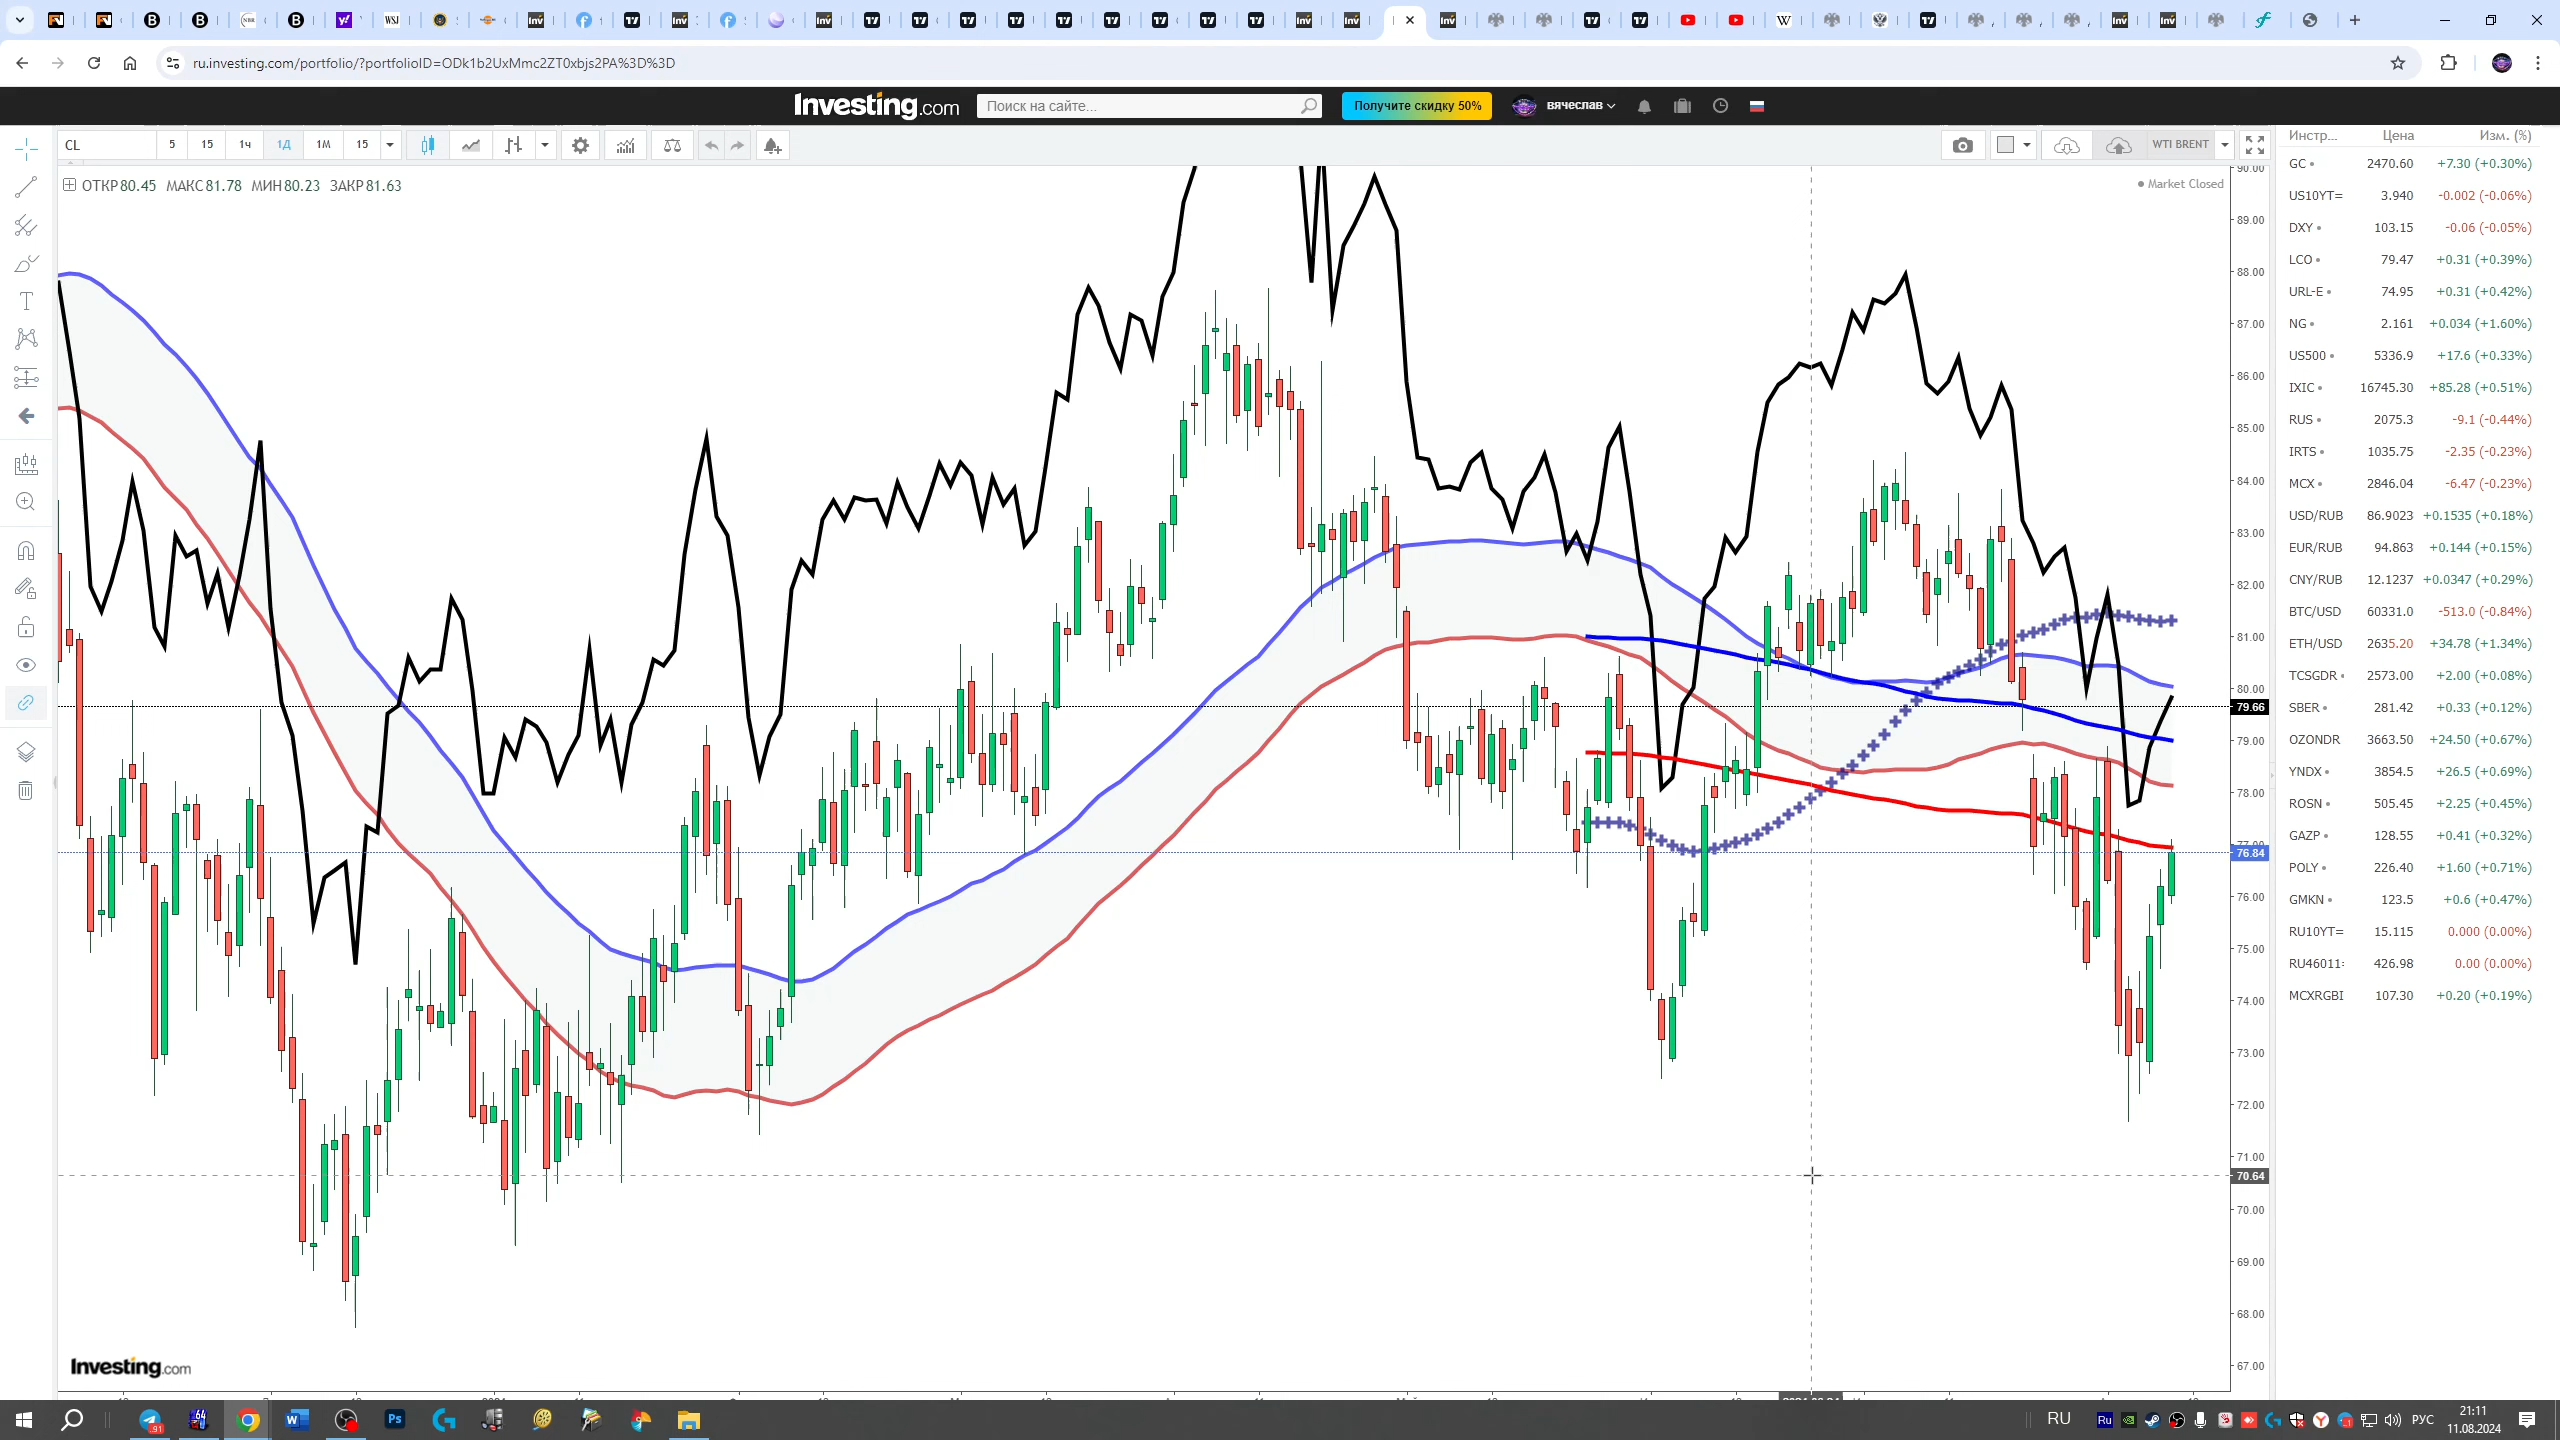 ru.investing.com/portfolio/?portfolioID=ODk1b2UxMmc2ZT0xbjs2PA%3D%3D
Investing.com
Поиск на сайте...
Получите скидку 50%
вячеслав
CL 5 15 1ч 1Д 1М 15
WTI BRENT
ОТКР 80.45 МАКС 81.78 МИН 80.23 ЗАКР 81.63
Market Closed
90.00
89.00
88.00
87.00
86.00
85.00
84.00
83.00
82.00
81.00
80.00
79.66
79.00
78.00
76.84
76.00
75.00
74.00
73.00
72.00
71.00
70.64
70.00
69.00
68.00
67.00
Инстр... Цена Изм. (%)
GC 2470.60 +7.30 (+0.30%)
US10YT= 3.940 -0.002 (-0.06%)
DXY 103.15 -0.06 (-0.05%)
LCO 79.47 +0.31 (+0.39%)
URL-E 74.95 +0.31 (+0.42%)
NG 2.161 +0.034 (+1.60%)
US500 5336.9 +17.6 (+0.33%)
IXIC 16745.30 +85.28 (+0.51%)
RUS 2075.3 -9.1 (-0.44%)
IRTS 1035.75 -2.35 (-0.23%)
MCX 2846.04 -6.47 (-0.23%)
USD/RUB 86.9023 +0.1535 (+0.18%)
EUR/RUB 94.863 +0.144 (+0.15%)
CNY/RUB 12.1237 +0.0347 (+0.29%)
BTC/USD 60331.0 -513.0 (-0.84%)
ETH/USD 2635.20 +34.78 (+1.34%)
TCSGDR 2573.00 +2.00 (+0.08%)
SBER 281.42 +0.33 (+0.12%)
OZONDR 3663.50 +24.50 (+0.67%)
YNDX 3854.5 +26.5 (+0.69%)
ROSN 505.45 +2.25 (+0.45%)
GAZP 128.55 +0.41 (+0.32%)
POLY 226.40 +1.60 (+0.71%)
GMKN 123.5 +0.6 (+0.47%)
RU10YT= 15.115 0.000 (0.00%)
RU46011: 426.98 0.00 (0.00%)
MCXRGBI 107.30 +0.20 (+0.19%)
Investing.com
RU
РУС
21:11
11.08.2024